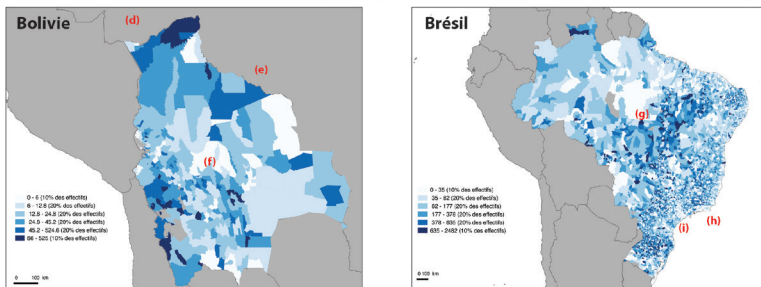 Bolivie
(d)
(e)
(f)
0 - 6 (10% des effectifs)
6 - 12.8 (20% des effectifs)
12.8 - 24.8 (20% des effectifs)
24.8 - 45.2 (20% des effectifs)
45.2 - 524.6 (20% des effectifs)
86 - 525 (10% des effectifs)
0 100 km
Brésil
(g)
(h)
(i)
0 - 35 (10% des effectifs)
35 - 82 (20% des effectifs)
82 - 177 (20% des effectifs)
177 - 378 (20% des effectifs)
378 - 635 (20% des effectifs)
635 - 2482 (10% des effectifs)
0 100 km